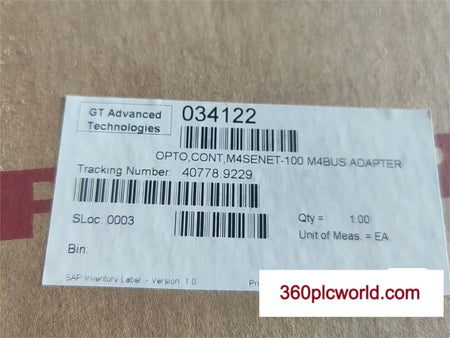 GT Advanced
Technologies
034122
OPTO,CONT,M4SENET-100 M4BUS ADAPTER
Tracking Number: 40778.9229
SLoc: 0003
Qty = 1.00
Unit of Meas. = EA
Bin:
SAP Inventory Label - Version 1.0
360plcworld.com